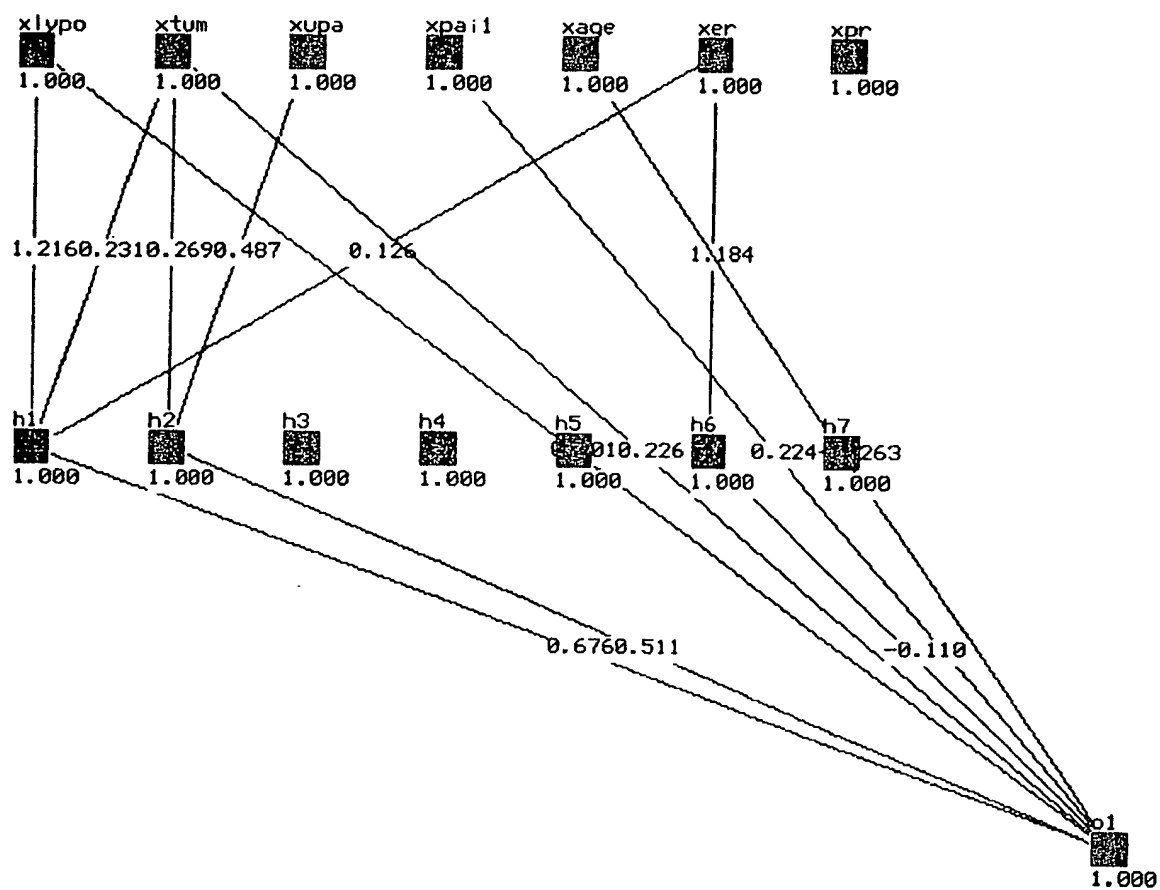 xlypo xtum xupa xpai1 xage xer xpr
1.000 1.000 1.000 1.000 1.000 1.000 1.000
1.2160.2310.2690.487 0.126 1.184
h1 h2 h3 h4 h5 h6 h7
0.226 0.224
1.000 1.000 1.000 1.000 1.000 1.000 1.000
0.6760.511 -0.110
o1
1.000